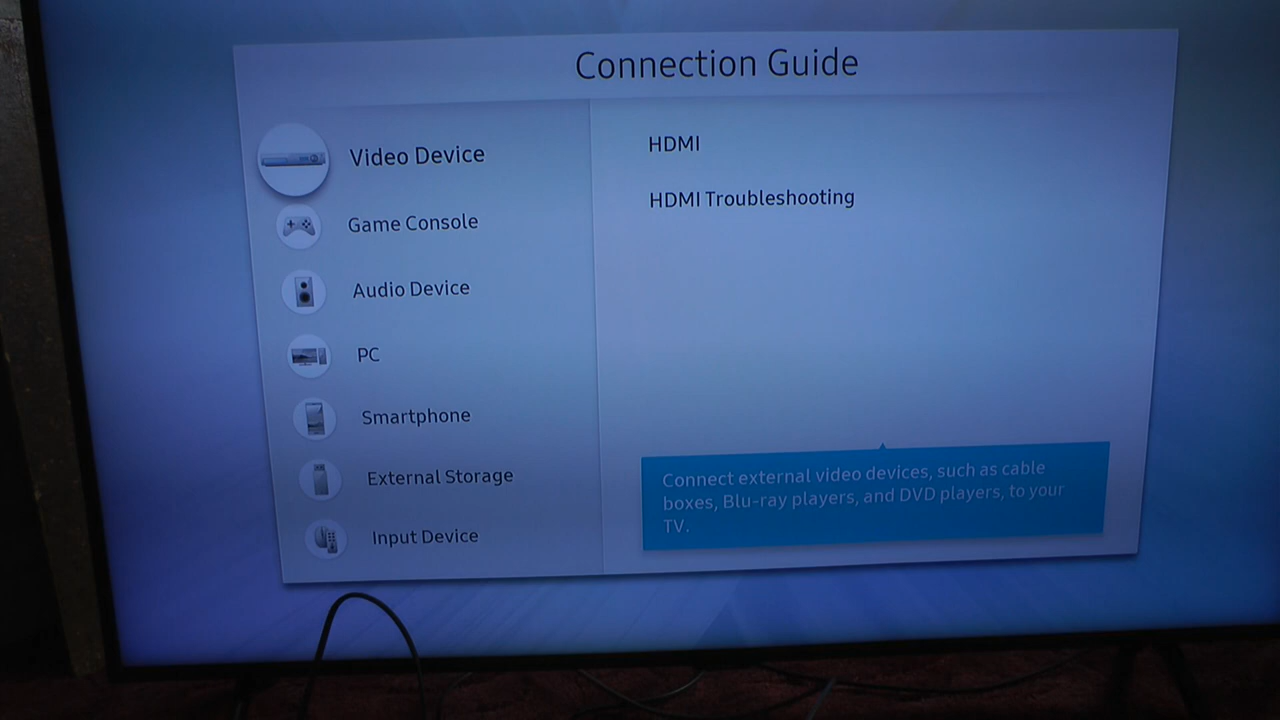 Connection Guide
Video Device
Game Console
Audio Device
PC
Smartphone
External Storage
Input Device
HDMI
HDMI Troubleshooting
Connect external video devices, such as cable
boxes, Blu-ray players, and DVD players, to your
TV.